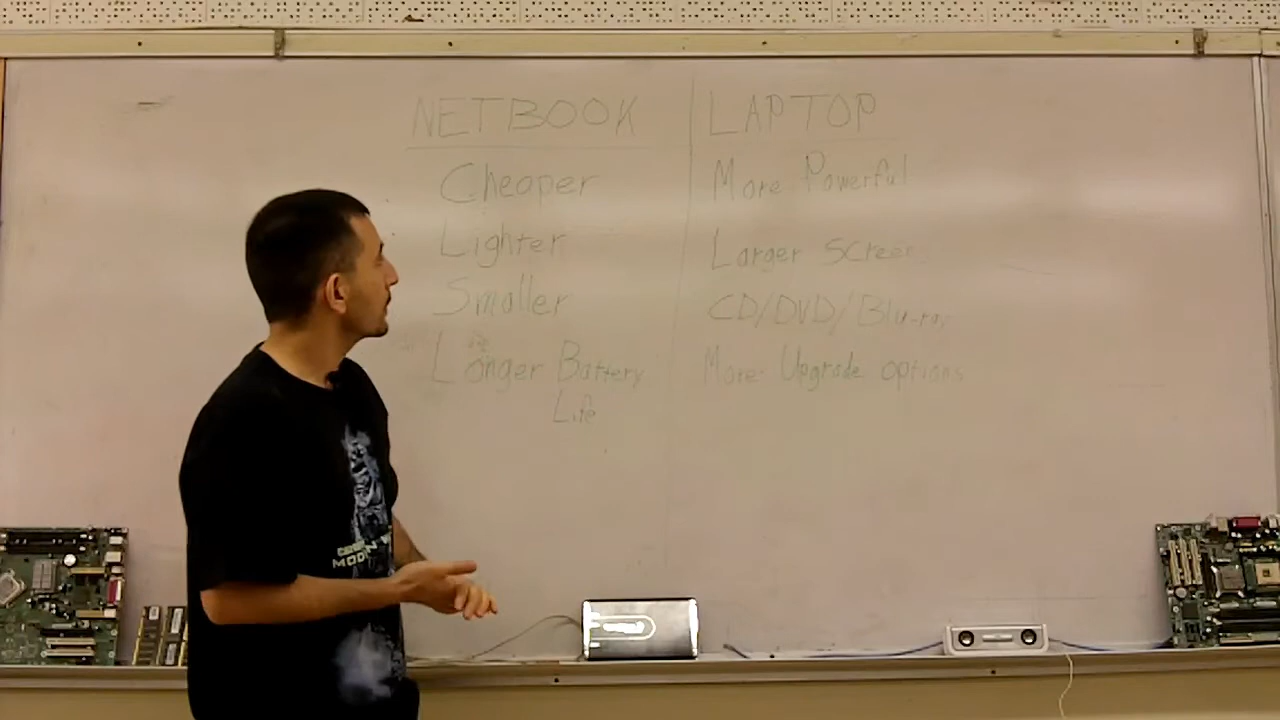 NETBOOK
Cheaper
Lighter
Smaller
Longer Battery
Life
LAPTOP
More Powerful
Larger Screen
CD/DVD/Blu-ray
More Upgrade options